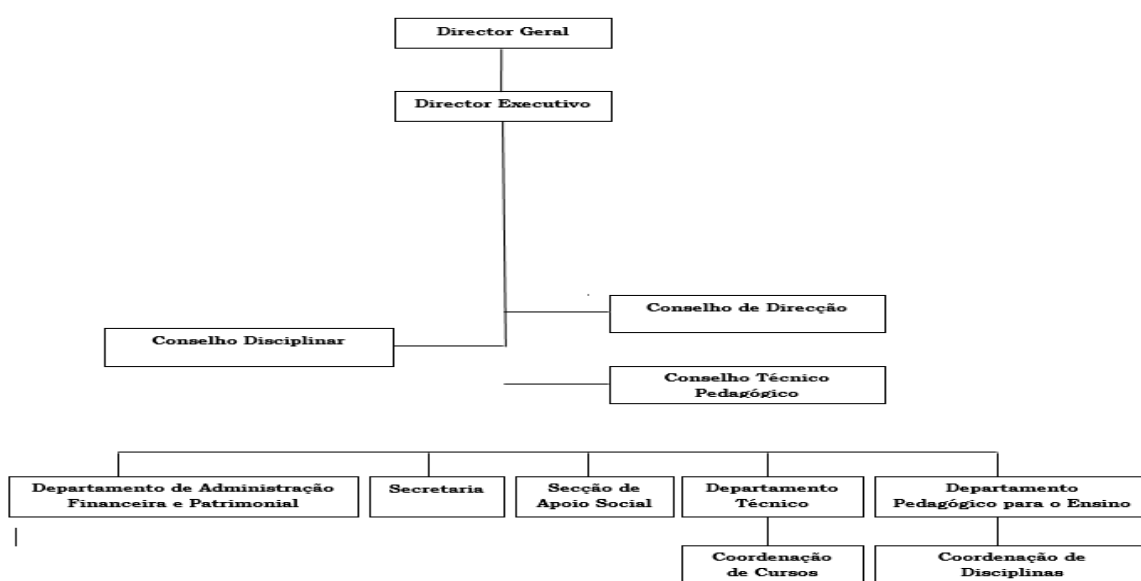 Director Geral
Director Executivo
Conselho de Direcção
Conselho Disciplinar
Conselho Técnico
Pedagógico
Departamento de Administração
Financeira e Patrimonial
Secretaria
Secção de
Apoio Social
Departamento
Técnico
Departamento
Pedagógico para o Ensino
Coordenação
de Cursos
Coordenação de
Disciplinas